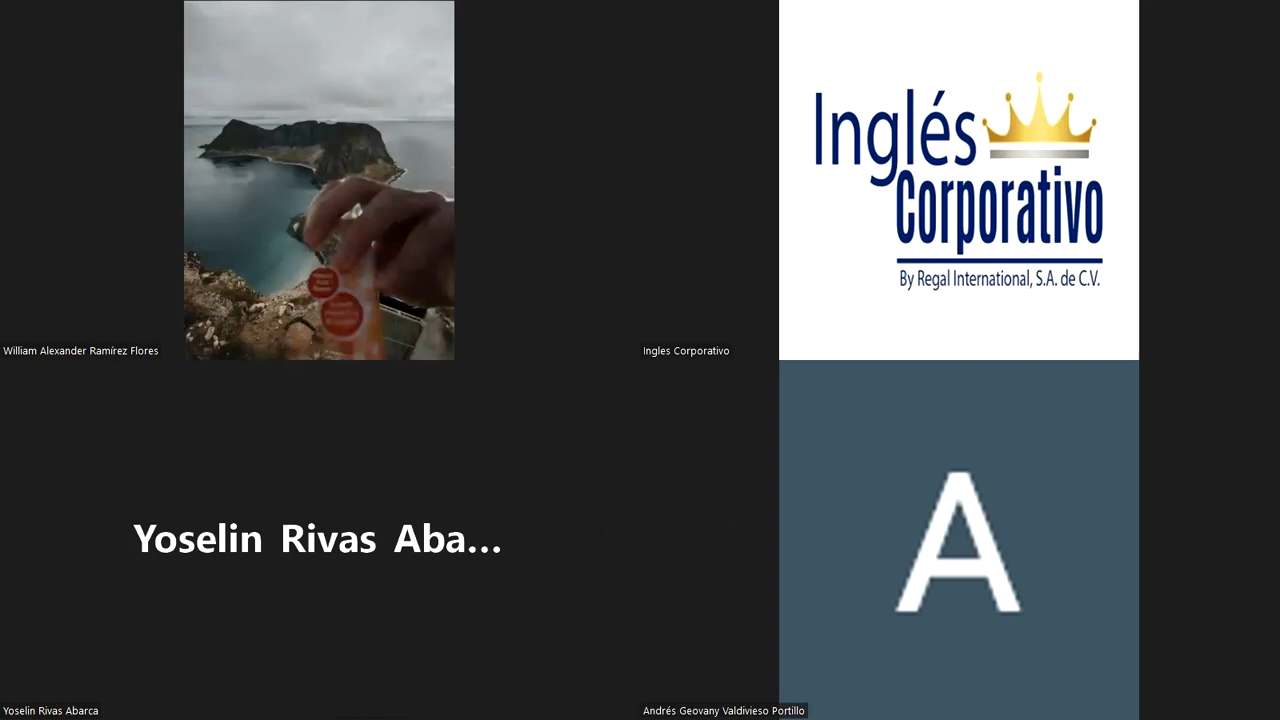 Inglés
Corporativo
By Regal International, S.A. de C.V.
William Alexander Ramírez Flores
Ingles Corporativo
Yoselin Rivas Aba...
A
Yoselin Rivas Abarca
Andrés Geovany Valdivieso Portillo